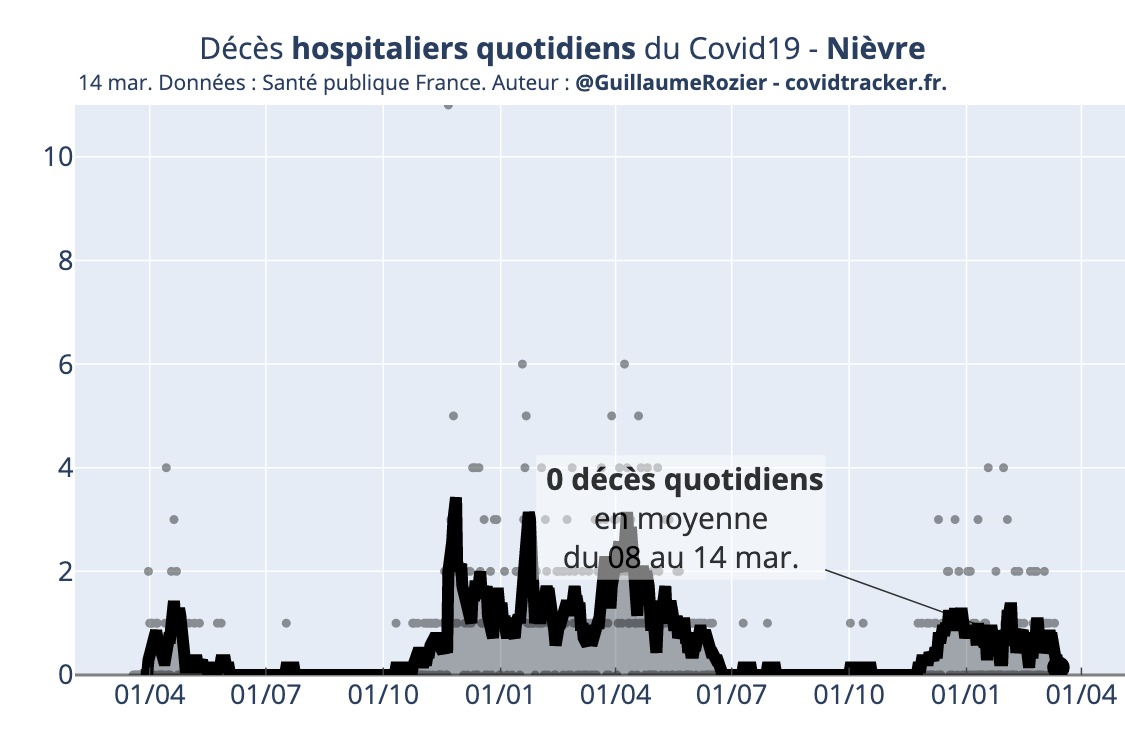 Décès hospitaliers quotidiens du Covid19 - Nièvre
14 mar. Données : Santé publique France. Auteur : @GuillaumeRozier - covidtracker.fr.
10
8
6
4
2
0
0 décès quotidiens
en moyenne
du 08 au 14 mar.
01/04 01/07 01/10 01/01 01/04 01/07 01/10 01/01 01/04